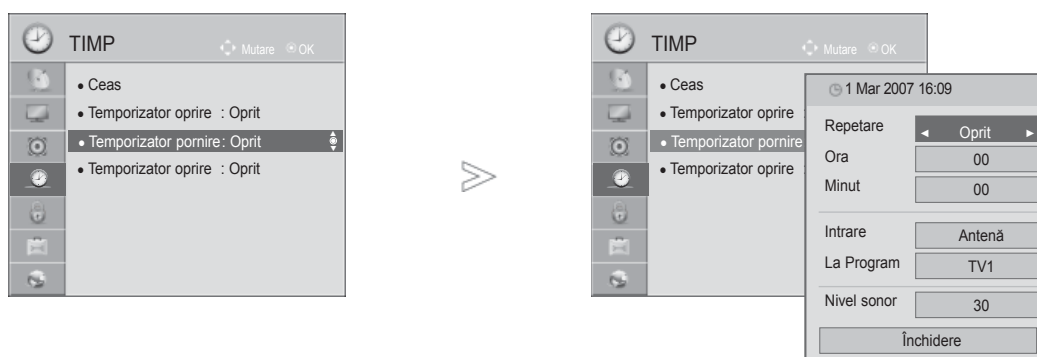 TIMP
Mutare OK
• Ceas
• Temporizator oprire : Oprit
• Temporizator pornire : Oprit
• Temporizator oprire : Oprit
TIMP
Mutare OK
• Ceas
• Temporizator oprire :
• Temporizator pornire
• Temporizator oprire :
1 Mar 2007 16:09
Repetare ◄ Oprit ►
Ora 00
Minut 00
Intrare Antenă
La Program TV1
Nivel sonor 30
Închidere